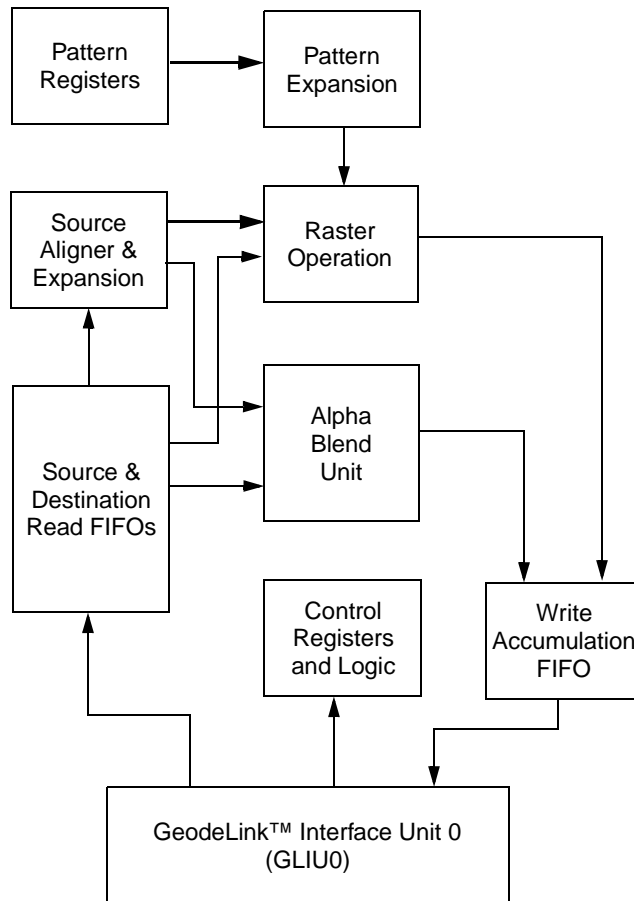 Pattern
Registers
Pattern
Expansion
Source
Aligner &
Expansion
Raster
Operation
Source &
Destination
Read FIFOs
Alpha
Blend
Unit
Control
Registers
and Logic
Write
Accumulation
FIFO
GeodeLink™ Interface Unit 0
(GLIU0)